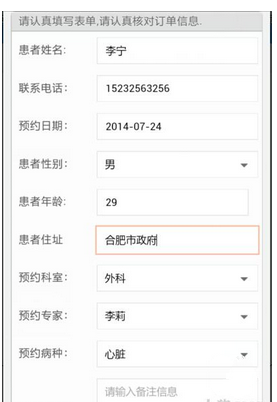 请认真填写表单,请认真核对订单信息.
患者姓名: 李宁
联系电话: 15232563256
预约日期: 2014-07-24
患者性别: 男
患者年龄: 29
患者住址 合肥市政府
预约科室: 外科
预约专家: 李莉
预约病种: 心脏
请输入备注信息